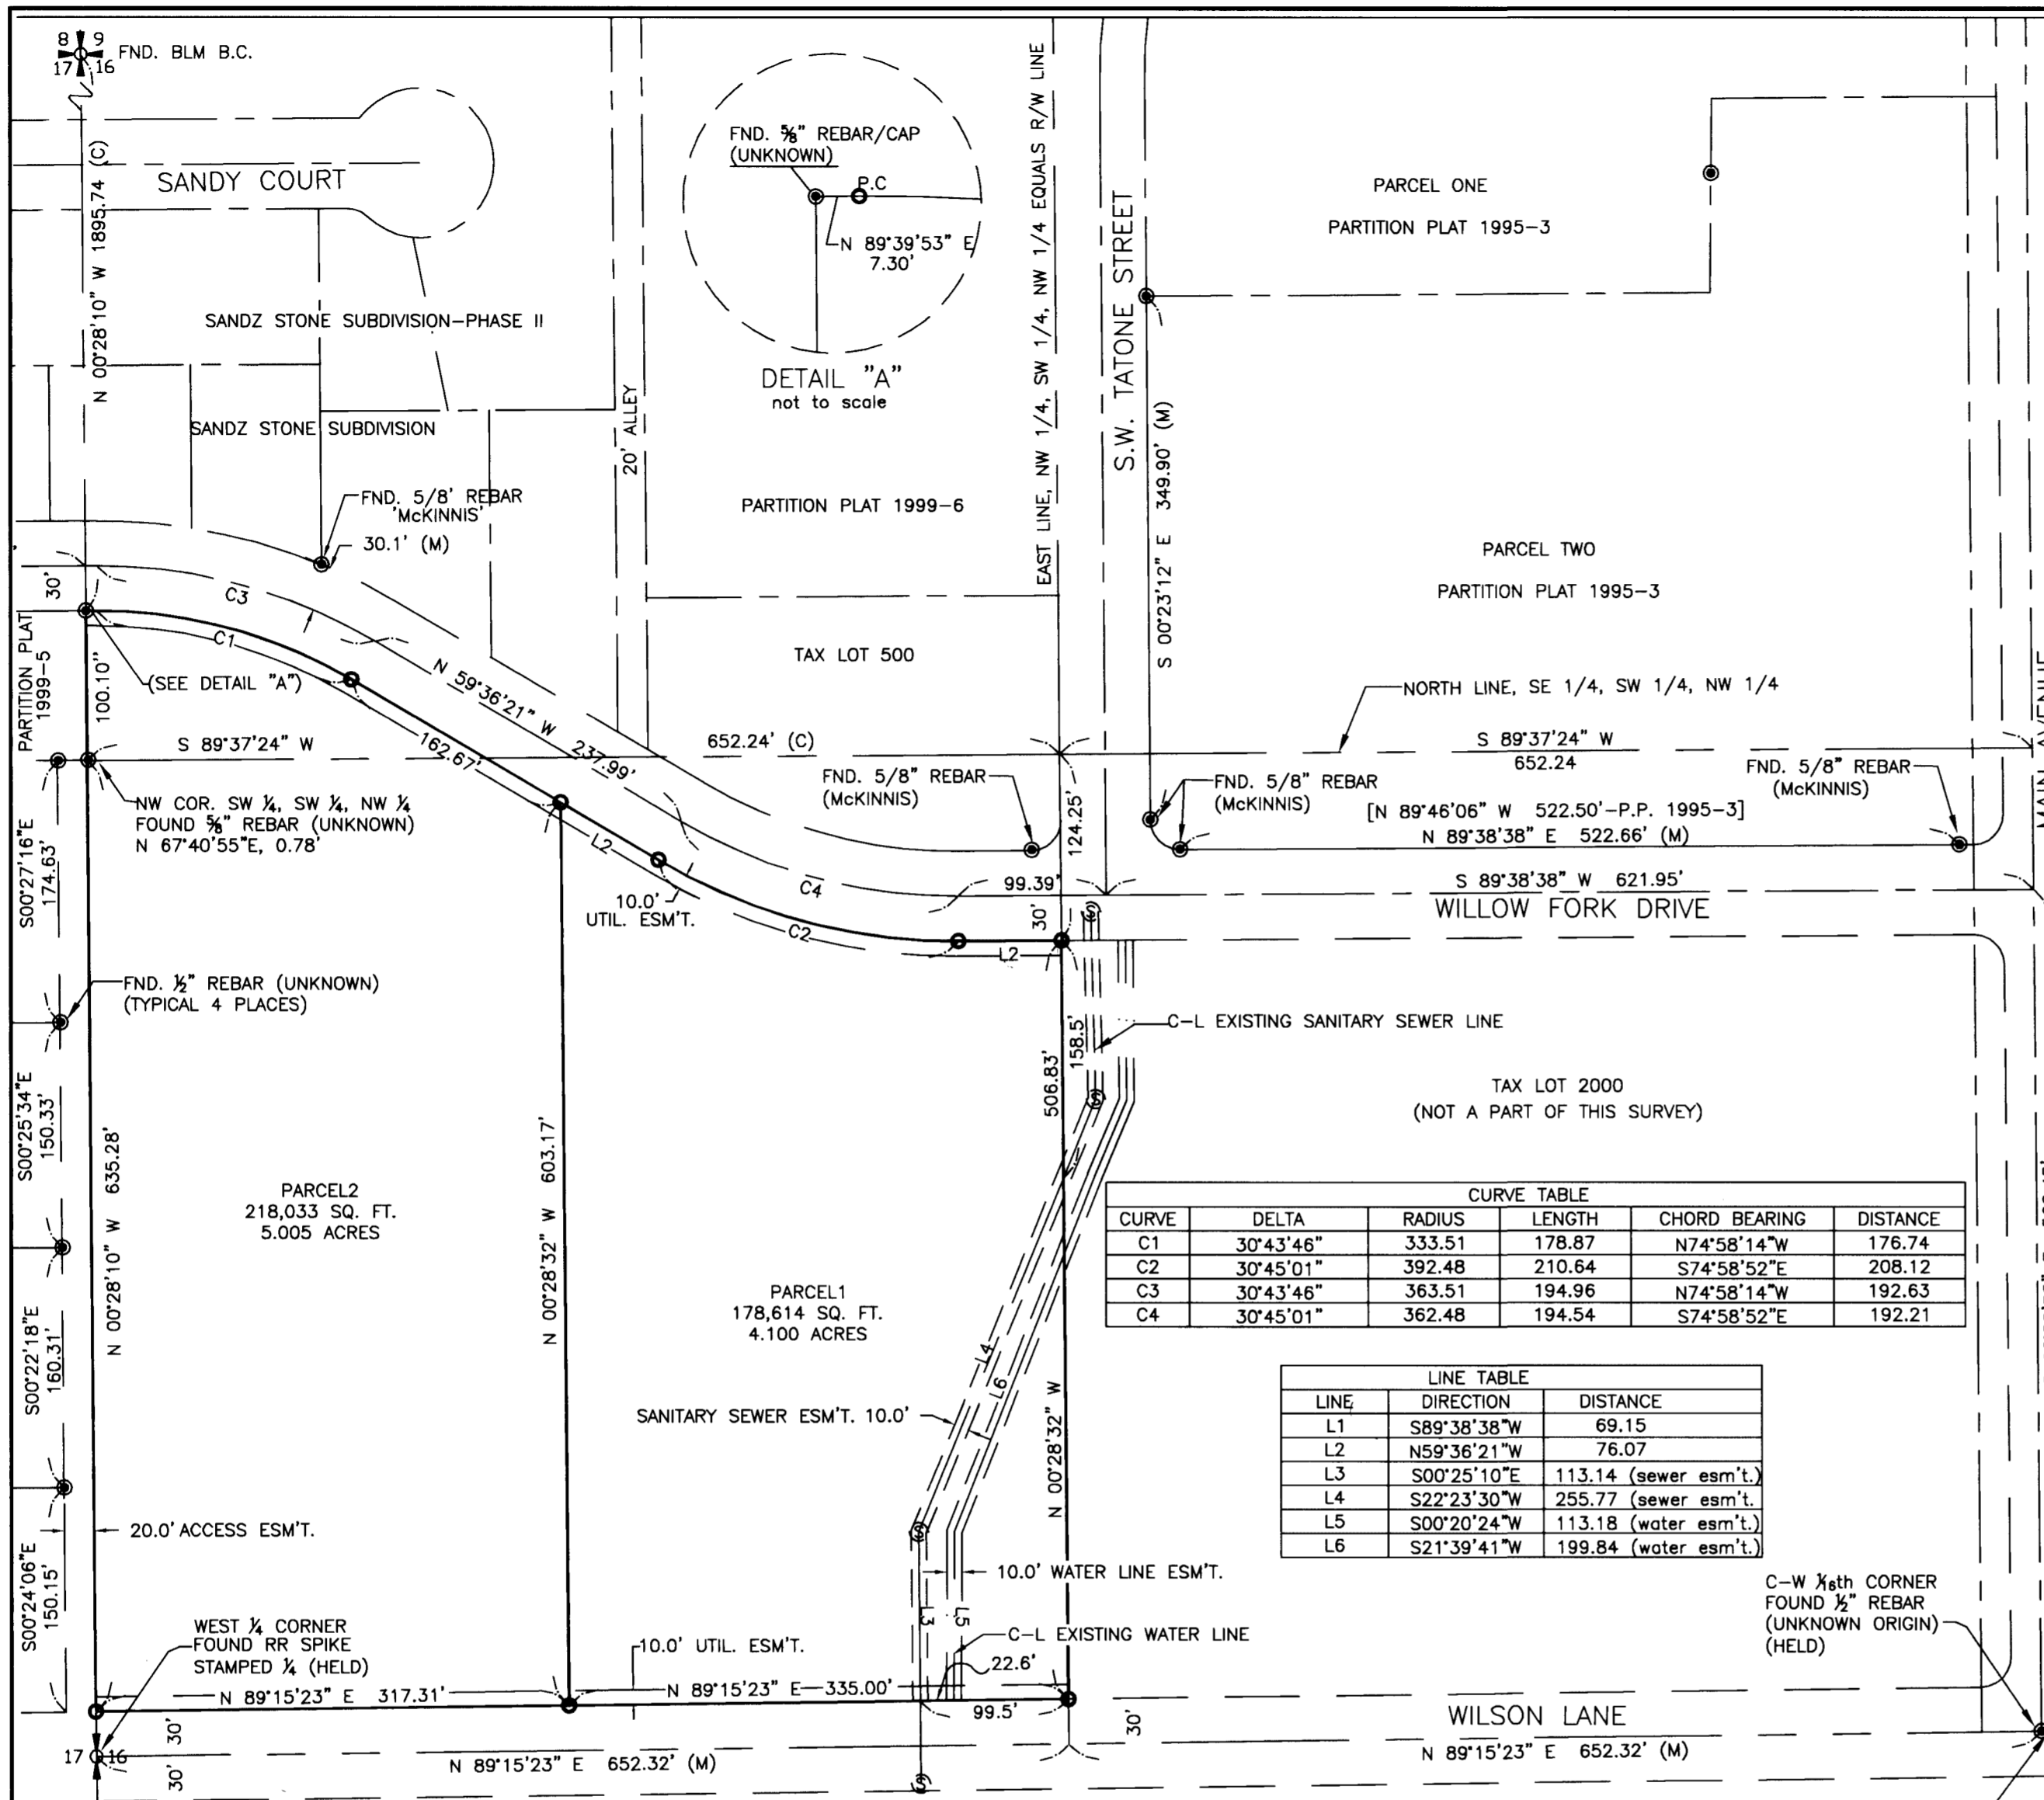 8 9
17 16
FND. BLM B.C.
N 00°28'10" W 1895.74 (C)
SANDY COURT
SANDZ STONE SUBDIVISION-PHASE II
SANDZ STONE SUBDIVISION
20' ALLEY
FND. 5/8" REBAR/CAP
(UNKNOWN)
P.C
N 89°39'53" E
7.30'
DETAIL "A"
not to scale
EAST LINE, NW 1/4, SW 1/4, NW 1/4 EQUALS R/W LINE
S.W. TATONE STREET
S 00°23'12" E 349.90' (M)
PARCEL ONE
PARTITION PLAT 1995-3
PARTITION PLAT 1999-6
PARCEL TWO
PARTITION PLAT 1995-3
FND. 5/8' REBAR
'McKINNIS'
30.1' (M)
C3
C1
30'
PARTITION PLAT
1999-5
100.10"
(SEE DETAIL "A")
TAX LOT 500
NORTH LINE, SE 1/4, SW 1/4, NW 1/4
MAIN AVENUE
N 59°36'21" W 237.99'
162.67'
S 89°37'24" W
652.24' (C)
S 89°37'24" W
652.24
NW COR. SW ¼, SW ¼, NW ¼
FOUND ⅝" REBAR (UNKNOWN)
N 67°40'55"E, 0.78'
FND. 5/8" REBAR
(McKINNIS)
124.25'
FND. 5/8" REBAR
(McKINNIS)
FND. 5/8" REBAR
(McKINNIS)
[N 89°46'06" W 522.50'-P.P. 1995-3]
N 89°38'38" E 522.66' (M)
S00°27'16"E
174.63'
L2
C4
99.39'
S 89°38'38" W 621.95'
WILLOW FORK DRIVE
10.0'
UTIL. ESM'T.
C2
30'
L2
(S)
FND. ½" REBAR (UNKNOWN)
(TYPICAL 4 PLACES)
C-L EXISTING SANITARY SEWER LINE
158.5'
506.83'
(S)
TAX LOT 2000
(NOT A PART OF THIS SURVEY)
S00°25'34"E
150.33'
N 00°28'10" W 635.28'
N 00°28'32" W 603.17'
PARCEL2
218,033 SQ. FT.
5.005 ACRES
PARCEL1
178,614 SQ. FT.
4.100 ACRES
CURVE TABLE
CURVE DELTA RADIUS LENGTH CHORD BEARING DISTANCE
C1 30°43'46" 333.51 178.87 N74°58'14"W 176.74
C2 30°45'01" 392.48 210.64 S74°58'52"E 208.12
C3 30°43'46" 363.51 194.96 N74°58'14"W 192.63
C4 30°45'01" 362.48 194.54 S74°58'52"E 192.21
S00°22'18"E
160.31'
L4
L6
LINE TABLE
LINE DIRECTION DISTANCE
L1 S89°38'38"W 69.15
L2 N59°36'21"W 76.07
L3 S00°25'10"E 113.14 (sewer esm't.)
L4 S22°23'30"W 255.77 (sewer esm't.
L5 S00°20'24"W 113.18 (water esm't.)
L6 S21°39'41"W 199.84 (water esm't.)
SANITARY SEWER ESM'T. 10.0'
N 00°28'32" W
20.0' ACCESS ESM'T.
(S)
10.0' WATER LINE ESM'T.
S00°24'06"E
150.15'
L3
L5
C-W 1/16th CORNER
FOUND ½" REBAR
(UNKNOWN ORIGIN)
(HELD)
WEST ¼ CORNER
FOUND RR SPIKE
STAMPED ¼ (HELD)
10.0' UTIL. ESM'T.
C-L EXISTING WATER LINE
22.6'
N 89°15'23" E 317.31'
N 89°15'23" E 335.00'
99.5'
30'
30'
WILSON LANE
17 16
30'
N 89°15'23" E 652.32' (M)
(S)
N 89°15'23" E 652.32' (M)